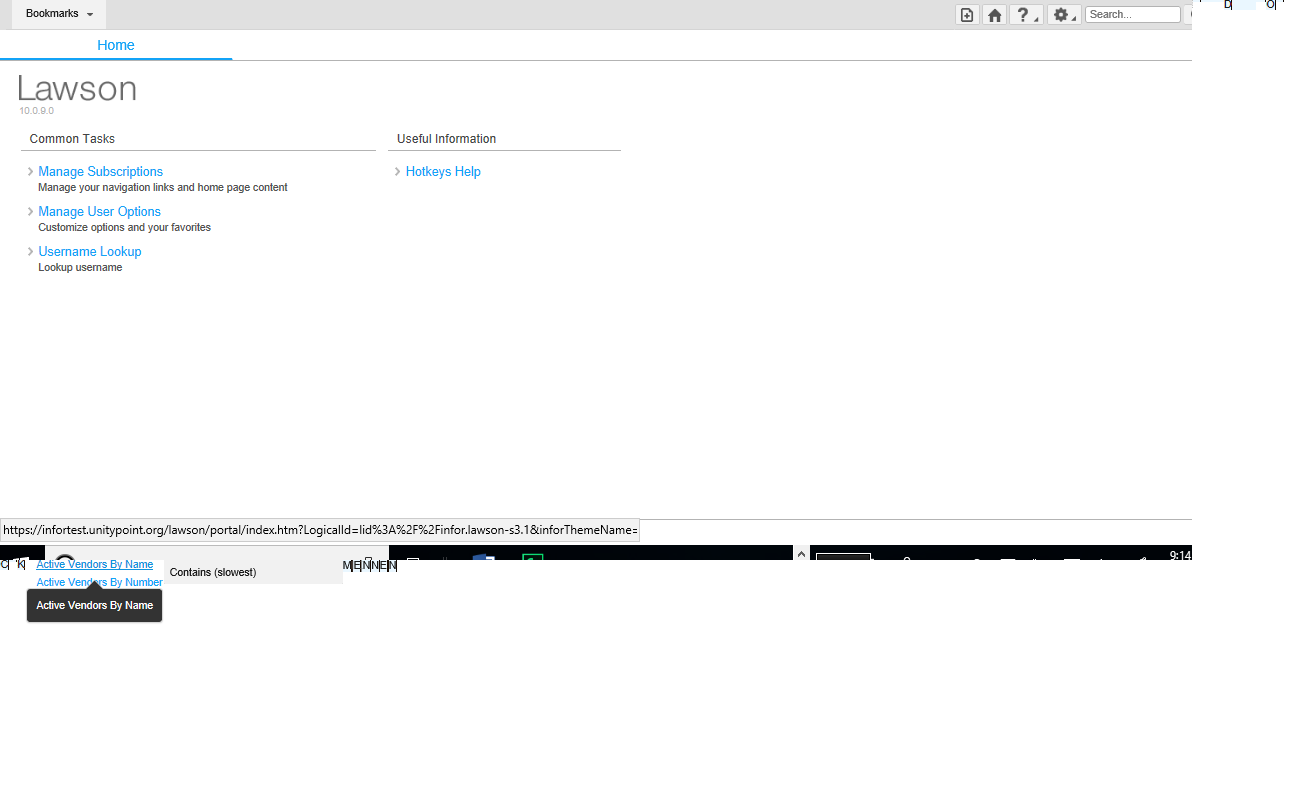 Bookmarks
Search...
D 'O
Home
Lawson
10.0.9.0
Common Tasks
Useful Information
Manage Subscriptions
Manage your navigation links and home page content
Hotkeys Help
Manage User Options
Customize options and your favorites
Username Lookup
Lookup username
https://infortest.unitypoint.org/lawson/portal/index.htm?LogicalId=lid%3A%2F%2Finfor.lawson-s3.1&inforThemeName=
9:14
C 'K
Active Vendors By Name
Contains (slowest)
MENNEN
Active Vendors By Number
Active Vendors By Name